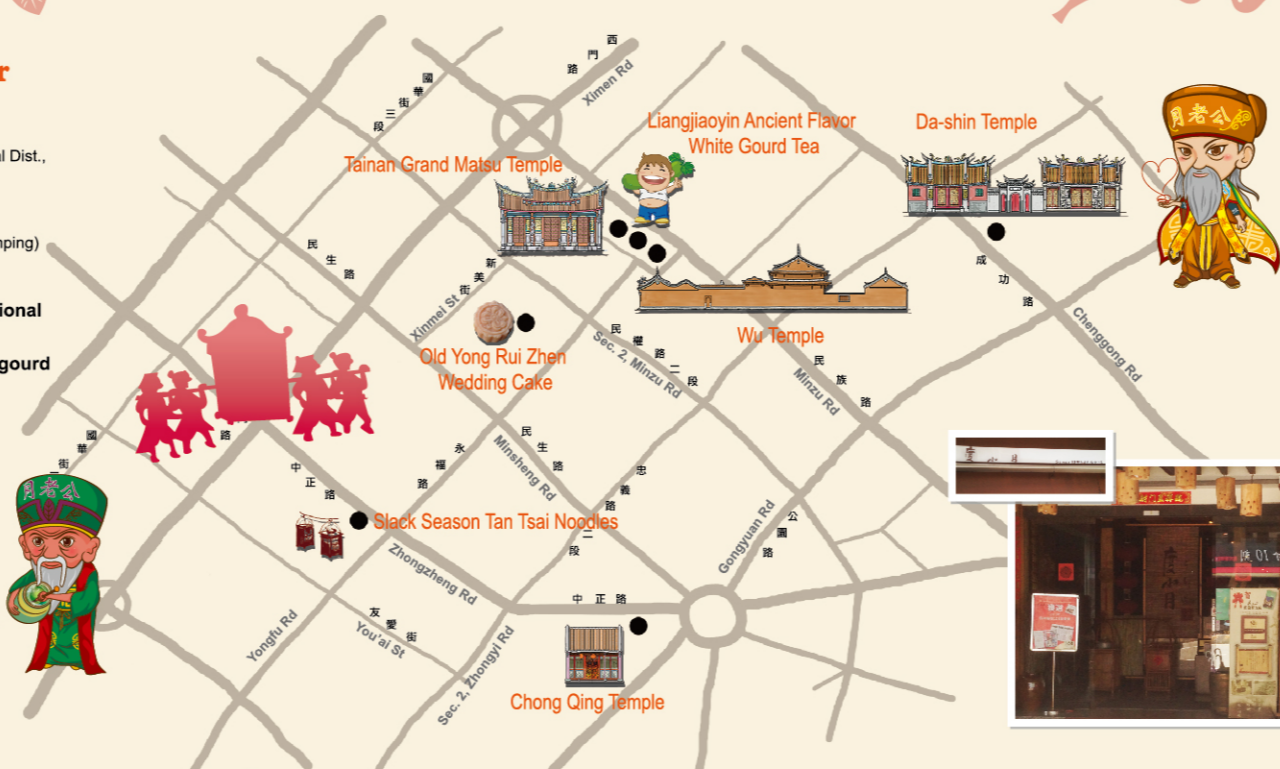 r
西門路
Ximen Rd
國華街三段
al Dist.,
Liangjiaoyin Ancient Flavor
White Gourd Tea
Da-shin Temple
月老公
Tainan Grand Matsu Temple
nping)
民生路
新美街
Xinmei St
成功路
Chenggong Rd
ional
gourd
Old Yong Rui Zhen
Wedding Cake
民權路二段
Sec. 2, Minzu Rd
Wu Temple
民族路
Minzu Rd
國華街
路
中正路
永福路
民生路
Minsheng Rd
忠義路二段
月老公
Slack Season Tan Tsai Noodles
Zhongzheng Rd
Gongyuan Rd
公園路
度小月
度小月
中正路
友愛街
You'ai St
Yongfu Rd
Sec. 2, Zhongyi Rd
Chong Qing Temple